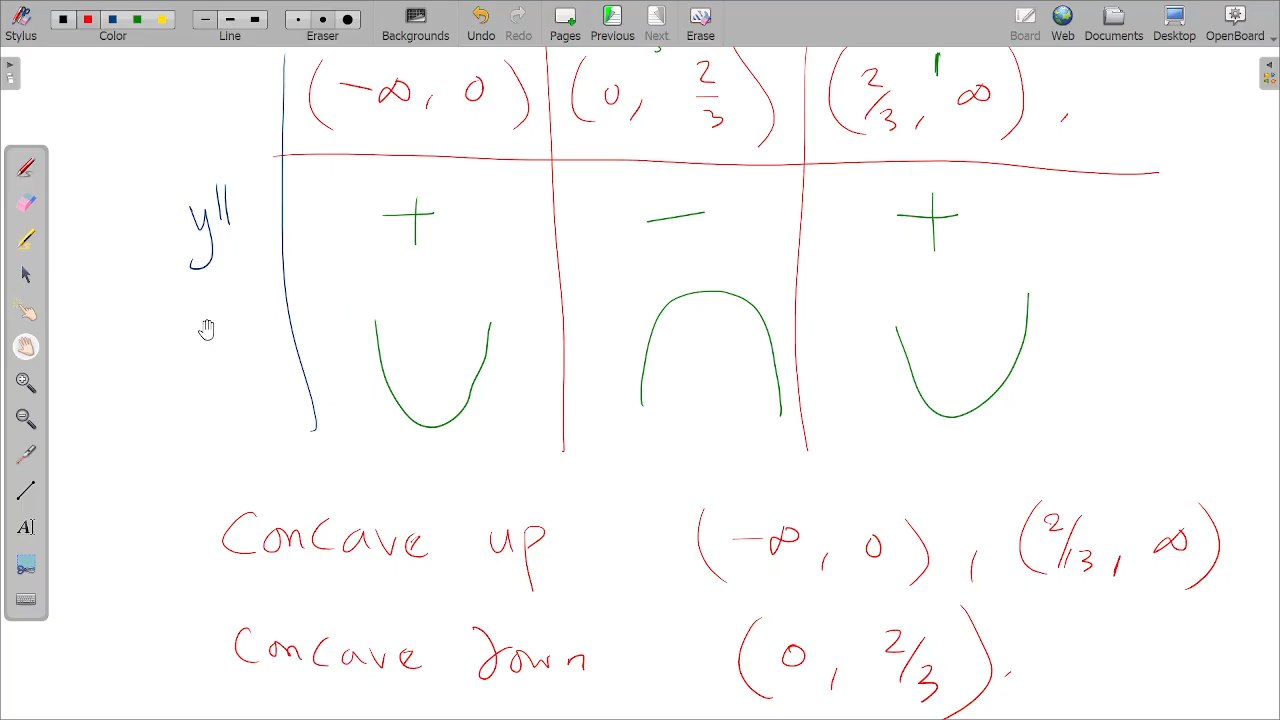 Stylus Color Line Eraser Backgrounds Undo Redo Pages Previous Next Erase Board Web Documents Desktop OpenBoard
(-∞, 0) (0, 2/3) (2/3, ∞),
y'' + - +
Concave up (-∞, 0), (2/3, ∞)
Concave down (0, 2/3).